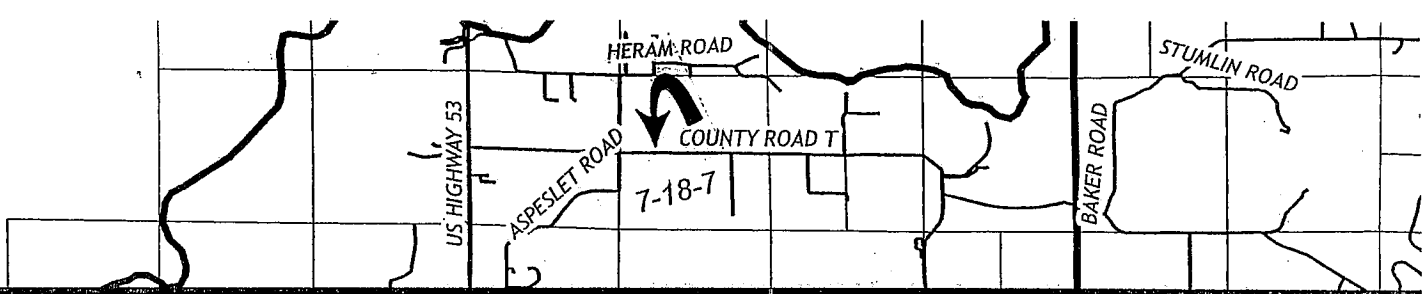 HERAM ROAD
STUMLIN ROAD
US HIGHWAY 53
ASPESLET ROAD
COUNTY ROAD T
BAKER ROAD
7-18-7